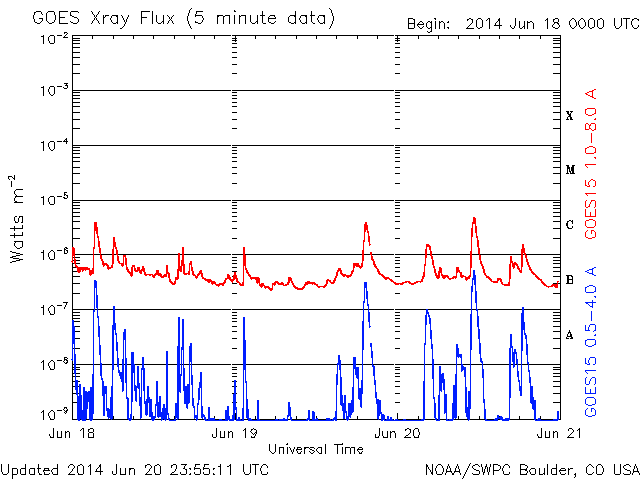 GOES Xray Flux (5 minute data)
Begin: 2014 Jun 18 0000 UTC
10⁻²
10⁻³
10⁻⁴
10⁻⁵
10⁻⁶
10⁻⁷
10⁻⁸
10⁻⁹
Watts m⁻²
X
M
C
B
A
GOES15 1.0-8.0 A
GOES15 0.5-4.0 A
Jun 18
Jun 19
Jun 20
Jun 21
Universal Time
Updated 2014 Jun 20 23:55:11 UTC
NOAA/SWPC Boulder, CO USA